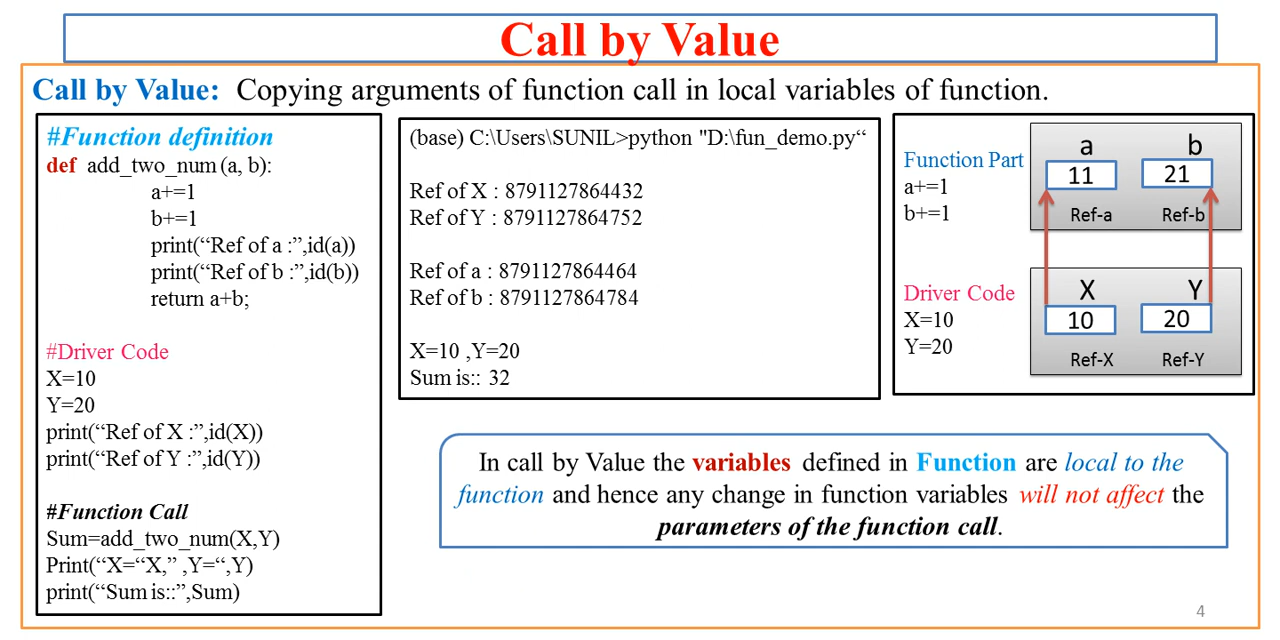 Call by Value
Call by Value: Copying arguments of function call in local variables of function.
#Function definition
def add_two_num (a, b):
a+=1
b+=1
print(“Ref of a :”,id(a))
print(“Ref of b :”,id(b))
return a+b;
#Driver Code
X=10
Y=20
print(“Ref of X :”,id(X))
print(“Ref of Y :”,id(Y))
#Function Call
Sum=add_two_num(X,Y)
Print(“X=“X,” ,Y=“,Y)
print(“Sum is::”,Sum)
(base) C:\Users\SUNIL>python "D:\fun_demo.py“
Ref of X : 8791127864432
Ref of Y : 8791127864752
Ref of a : 8791127864464
Ref of b : 8791127864784
X=10 ,Y=20
Sum is:: 32
Function Part
a+=1
b+=1
a b
11 21
Ref-a Ref-b
Driver Code
X=10
Y=20
X Y
10 20
Ref-X Ref-Y
In call by Value the variables defined in Function are local to the
function and hence any change in function variables will not affect the
parameters of the function call.
4